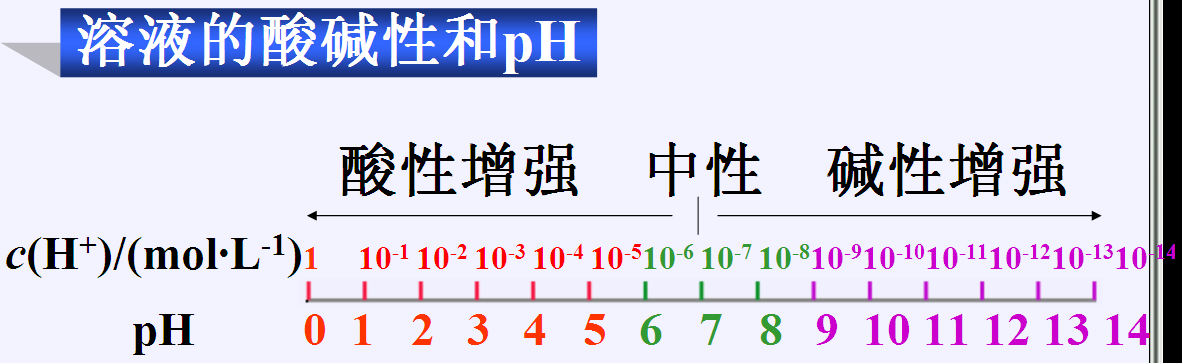 溶液的酸碱性和pH
酸性增强 中性 碱性增强
c(H⁺)/(mol·L⁻¹) 1 10⁻¹ 10⁻² 10⁻³ 10⁻⁴ 10⁻⁵ 10⁻⁶ 10⁻⁷ 10⁻⁸ 10⁻⁹ 10⁻¹⁰ 10⁻¹¹ 10⁻¹² 10⁻¹³ 10⁻¹⁴
pH 0 1 2 3 4 5 6 7 8 9 10 11 12 13 14